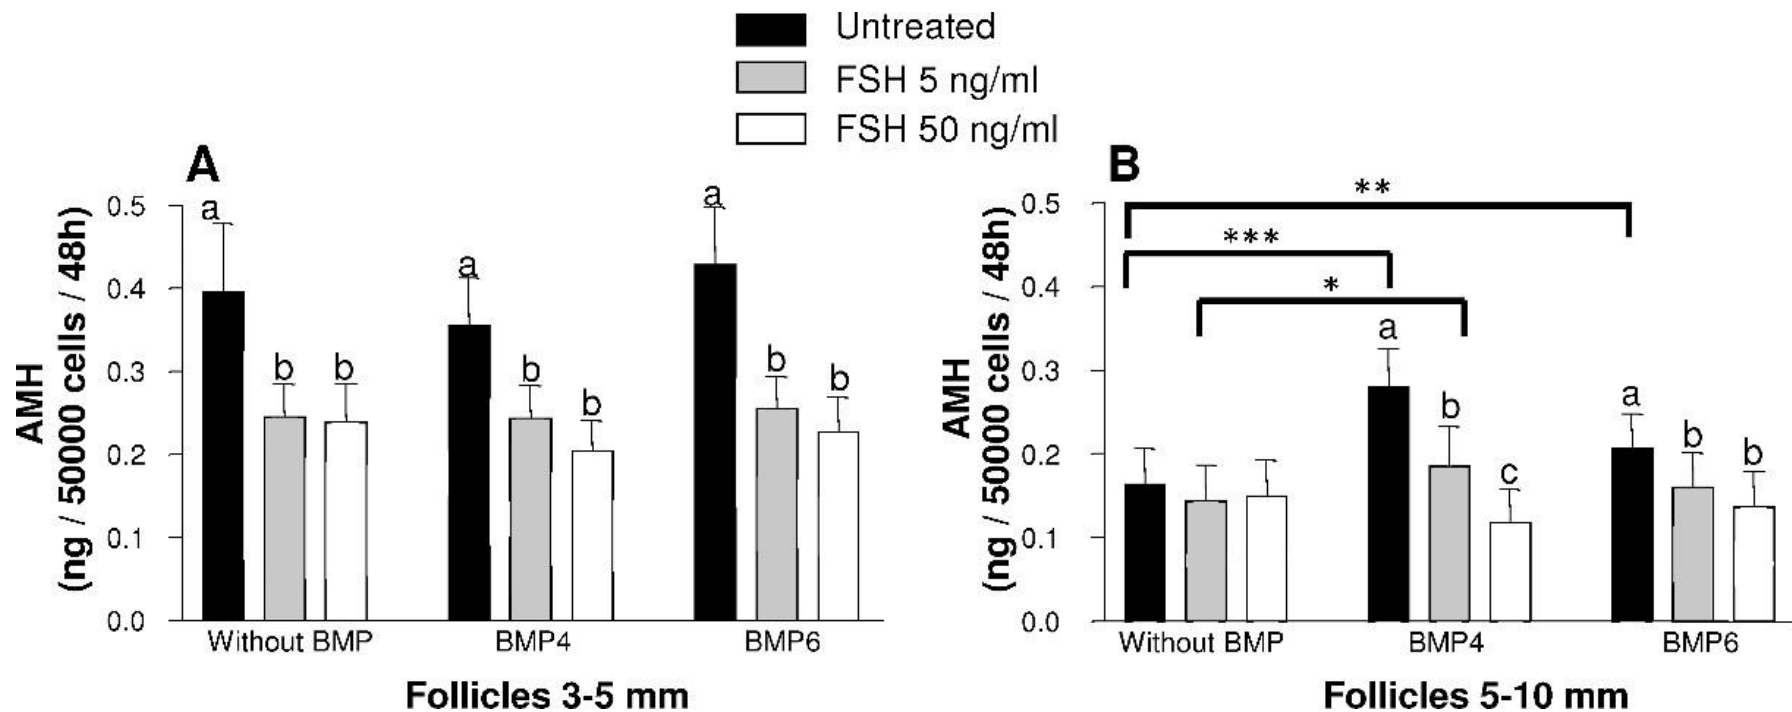 Untreated
FSH 5 ng/ml
FSH 50 ng/ml
A
AMH
(ng / 50000 cells / 48h)
0.5
0.4
0.3
0.2
0.1
0.0
a
b
b
a
b
b
a
b
b
Without BMP
BMP4
BMP6
Follicles 3-5 mm
B
AMH
(ng / 50000 cells / 48h)
0.5
0.4
0.3
0.2
0.1
0.0
**
***
*
a
b
c
a
b
b
Without BMP
BMP4
BMP6
Follicles 5-10 mm